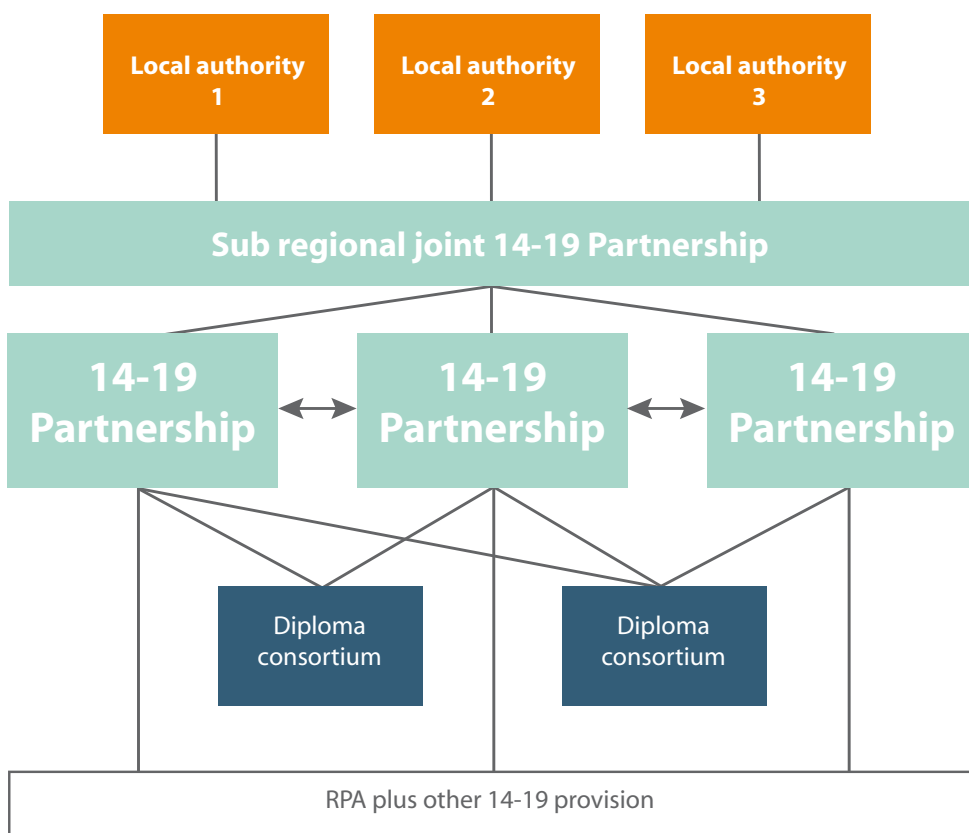 Local authority
1
Local authority
2
Local authority
3
Sub regional joint 14-19 Partnership
14-19
Partnership
14-19
Partnership
14-19
Partnership
Diploma
consortium
Diploma
consortium
RPA plus other 14-19 provision